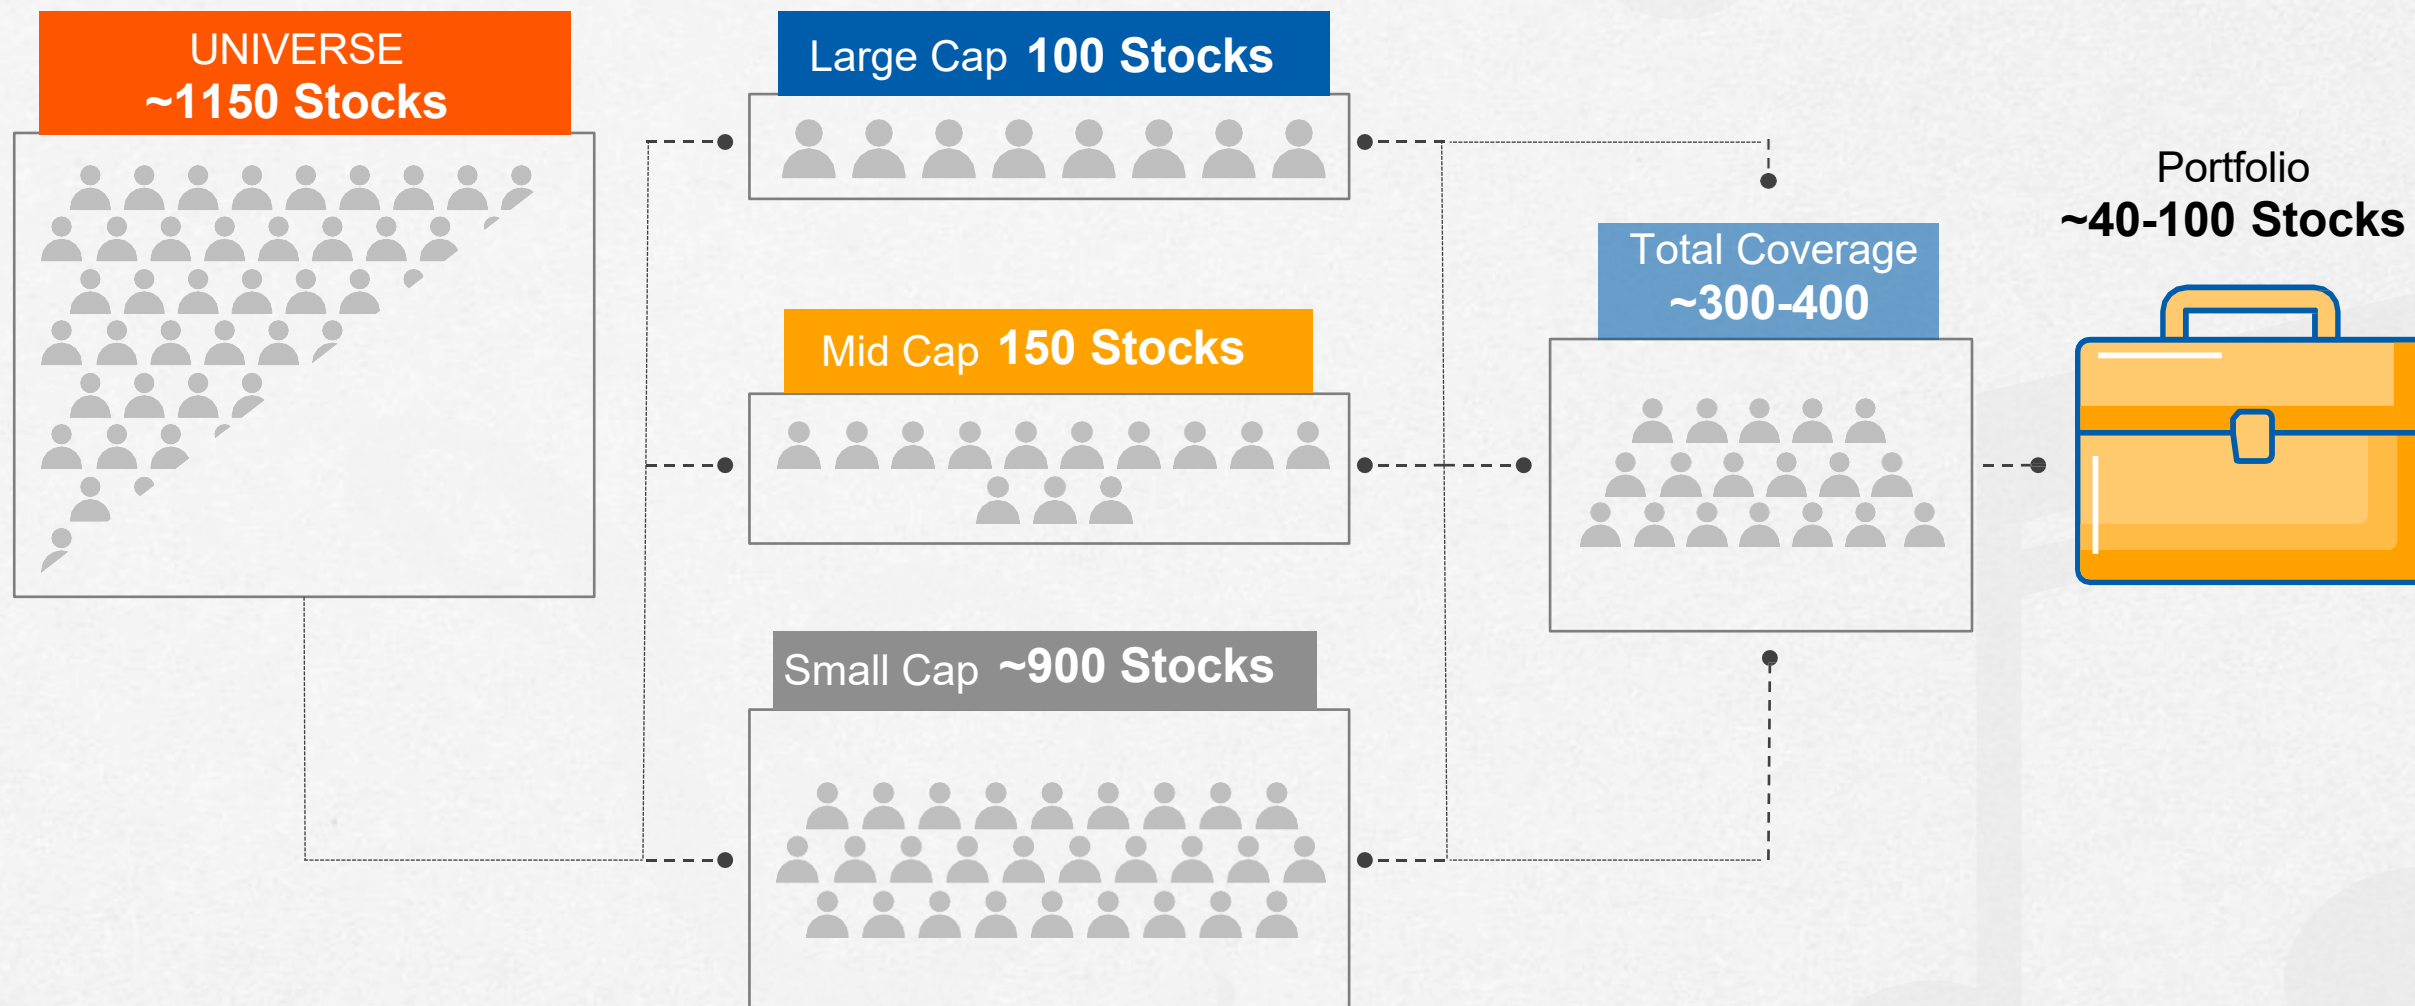 UNIVERSE
~1150 Stocks
Large Cap 100 Stocks
Mid Cap 150 Stocks
Small Cap ~900 Stocks
Total Coverage
~300-400
Portfolio
~40-100 Stocks